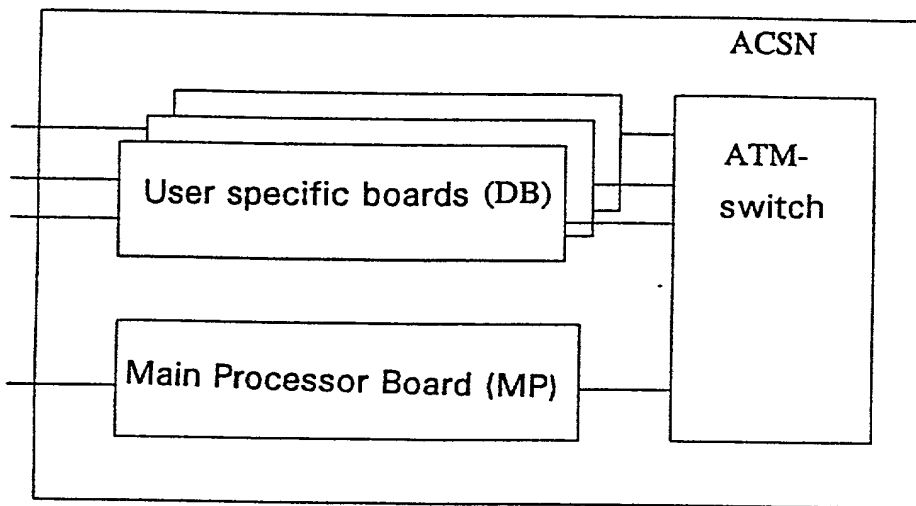 ACSN
User specific boards (DB)
ATM-
switch
Main Processor Board (MP)